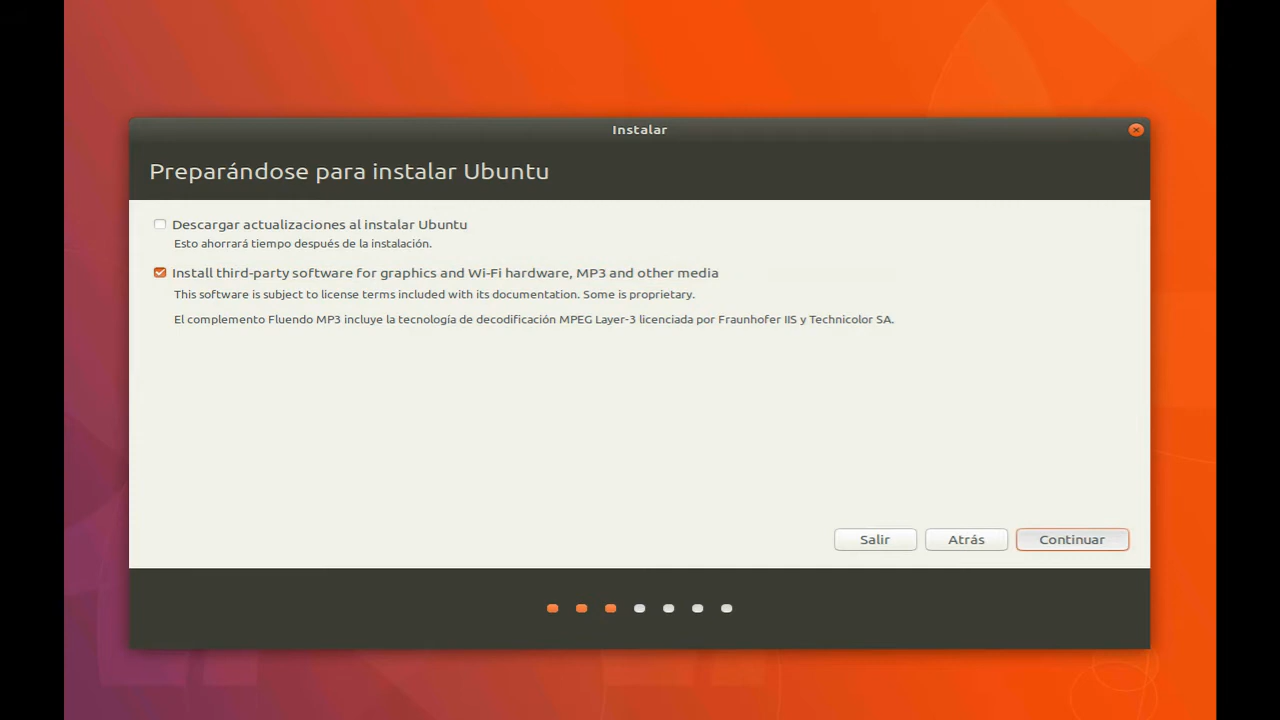 Instalar
Preparándose para instalar Ubuntu
Descargar actualizaciones al instalar Ubuntu
Esto ahorrará tiempo después de la instalación.
Install third-party software for graphics and Wi-Fi hardware, MP3 and other media
This software is subject to license terms included with its documentation. Some is proprietary.
El complemento Fluendo MP3 incluye la tecnología de decodificación MPEG Layer-3 licenciada por Fraunhofer IIS y Technicolor SA.
Salir Atrás Continuar